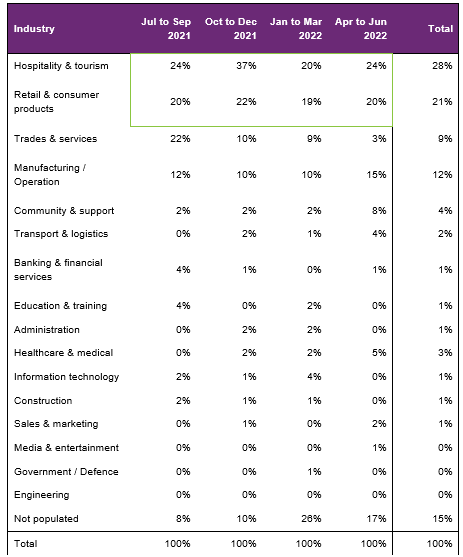 Industry Jul to Sep 2021 Oct to Dec 2021 Jan to Mar 2022 Apr to Jun 2022 Total
Hospitality & tourism 24% 37% 20% 24% 28%
Retail & consumer products 20% 22% 19% 20% 21%
Trades & services 22% 10% 9% 3% 9%
Manufacturing / Operation 12% 10% 10% 15% 12%
Community & support 2% 2% 2% 8% 4%
Transport & logistics 0% 2% 1% 4% 2%
Banking & financial services 4% 1% 0% 1% 1%
Education & training 4% 0% 2% 0% 1%
Administration 0% 2% 2% 0% 1%
Healthcare & medical 0% 2% 2% 5% 3%
Information technology 2% 1% 4% 0% 1%
Construction 2% 1% 1% 0% 1%
Sales & marketing 0% 1% 0% 2% 1%
Media & entertainment 0% 0% 0% 1% 0%
Government / Defence 0% 0% 1% 0% 0%
Engineering 0% 0% 0% 0% 0%
Not populated 8% 10% 26% 17% 15%
Total 100% 100% 100% 100% 100%